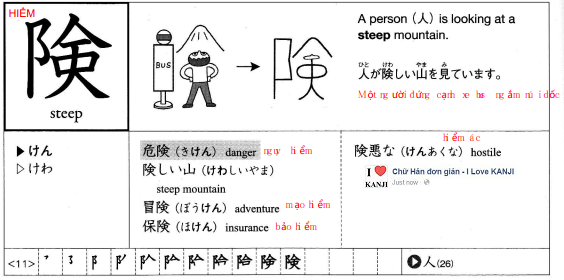 HIỂM
険
steep
BUS
険
A person (人) is looking at a
steep mountain.
ひと けわ やま み
人が険しい山を見ています。
Một người đứng cạnh xe bus ngắm núi dốc
▶けん
▷けわ
危険(きけん) danger nguy hiểm
険しい山(けわしいやま)
steep mountain
冒険(ぼうけん) adventure mạo hiểm
保険(ほけん) insurance bảo hiểm
hiểm ác
険悪な(けんあくな) hostile
I ❤ KANJI
Chữ Hán đơn giản - I Love KANJI
Just now
<11>
険
人(26)